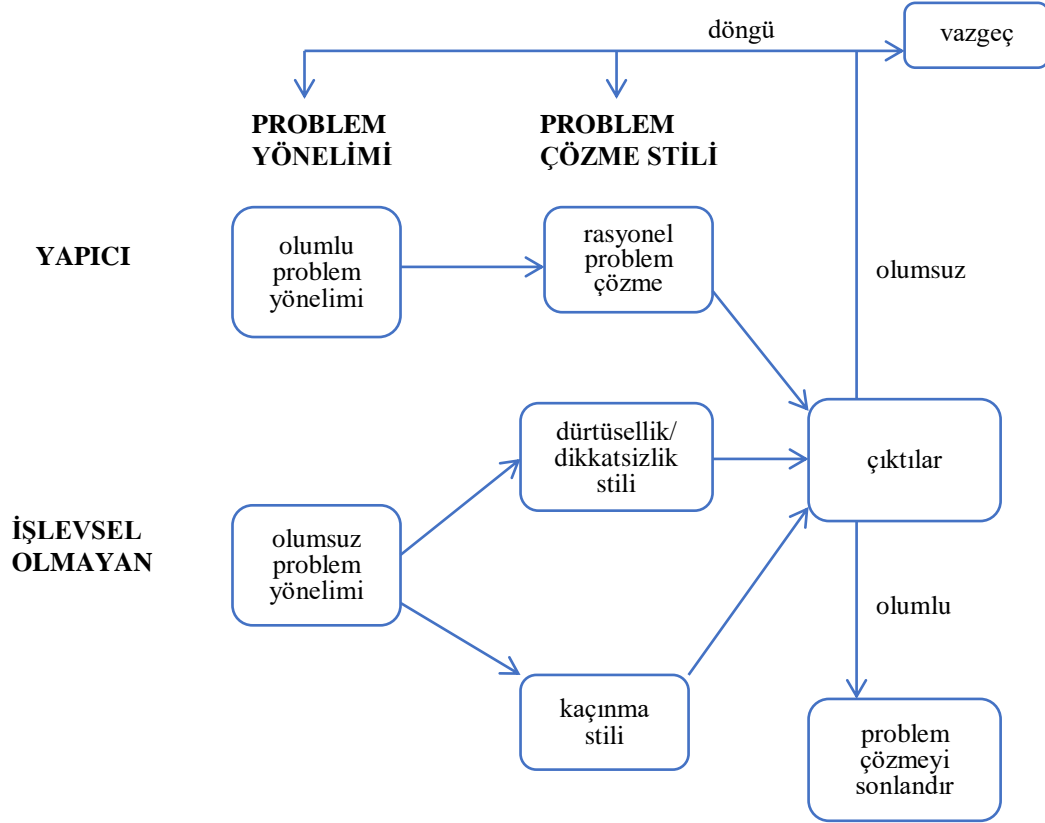 döngü
vazgeç
PROBLEM
YÖNELİMİ
PROBLEM
ÇÖZME STİLİ
YAPICI
olumlu
problem
yönelimi
rasyonel
problem
çözme
olumsuz
dürtüsellik/
dikkatsizlik
stili
çıktılar
İŞLEVSEL
OLMAYAN
olumsuz
problem
yönelimi
olumlu
kaçınma
stili
problem
çözmeyi
sonlandır